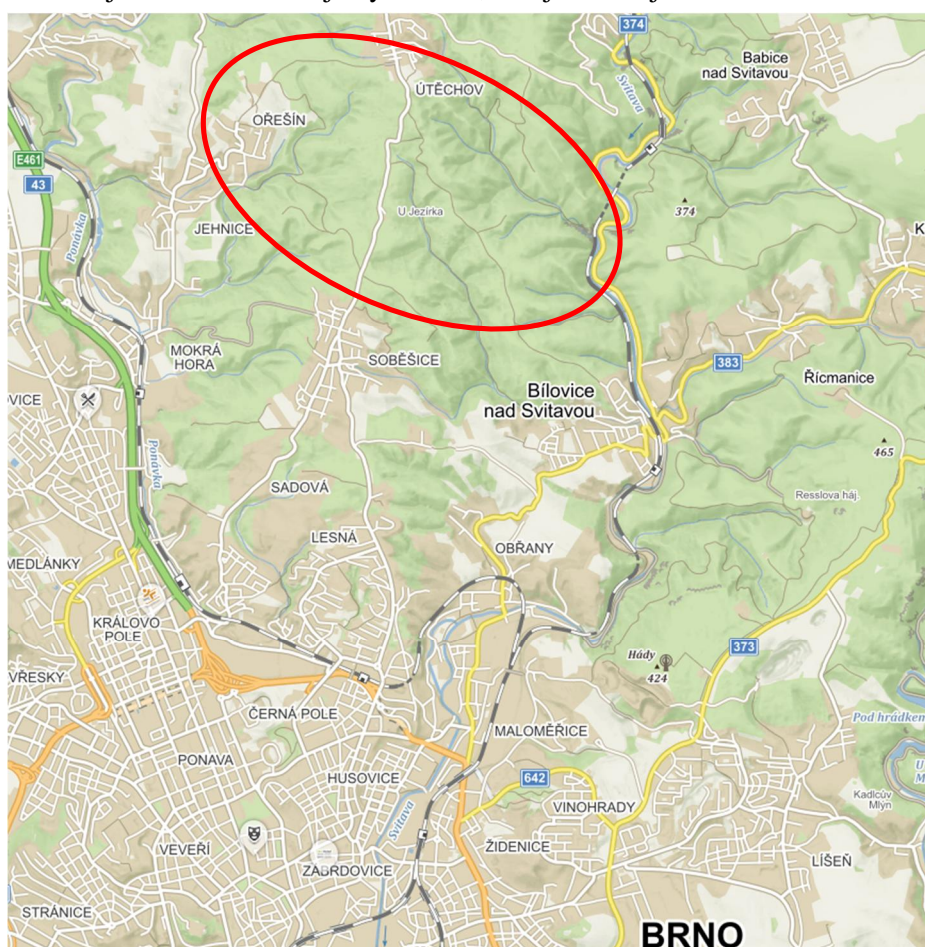 374
Babice
nad Svitavou
ÚTĚCHOV
Svitava
OŘEŠÍN
E461
43
U Jezírka
374
Ponávka
JEHNICE
K
MOKRÁ
HORA
SOBĚŠICE
383
Řícmanice
Bílovice
nad Svitavou
OVICE
465
Ponávka
SADOVÁ
Resslova háj.
LESNÁ
OBŘANY
MEDLÁNKY
KRÁLOVO
POLE
373
Hády
424
VŘESKY
ČERNÁ POLE
Pod hrádkem
MALOMĚŘICE
PONAVA
U
M
HUSOVICE
642
Kadlcův
Mlýn
VINOHRADY
Svitava
VEVEŘÍ
ŽIDENICE
LÍŠEŇ
ZÁBRDOVICE
STRÁNICE
BRNO